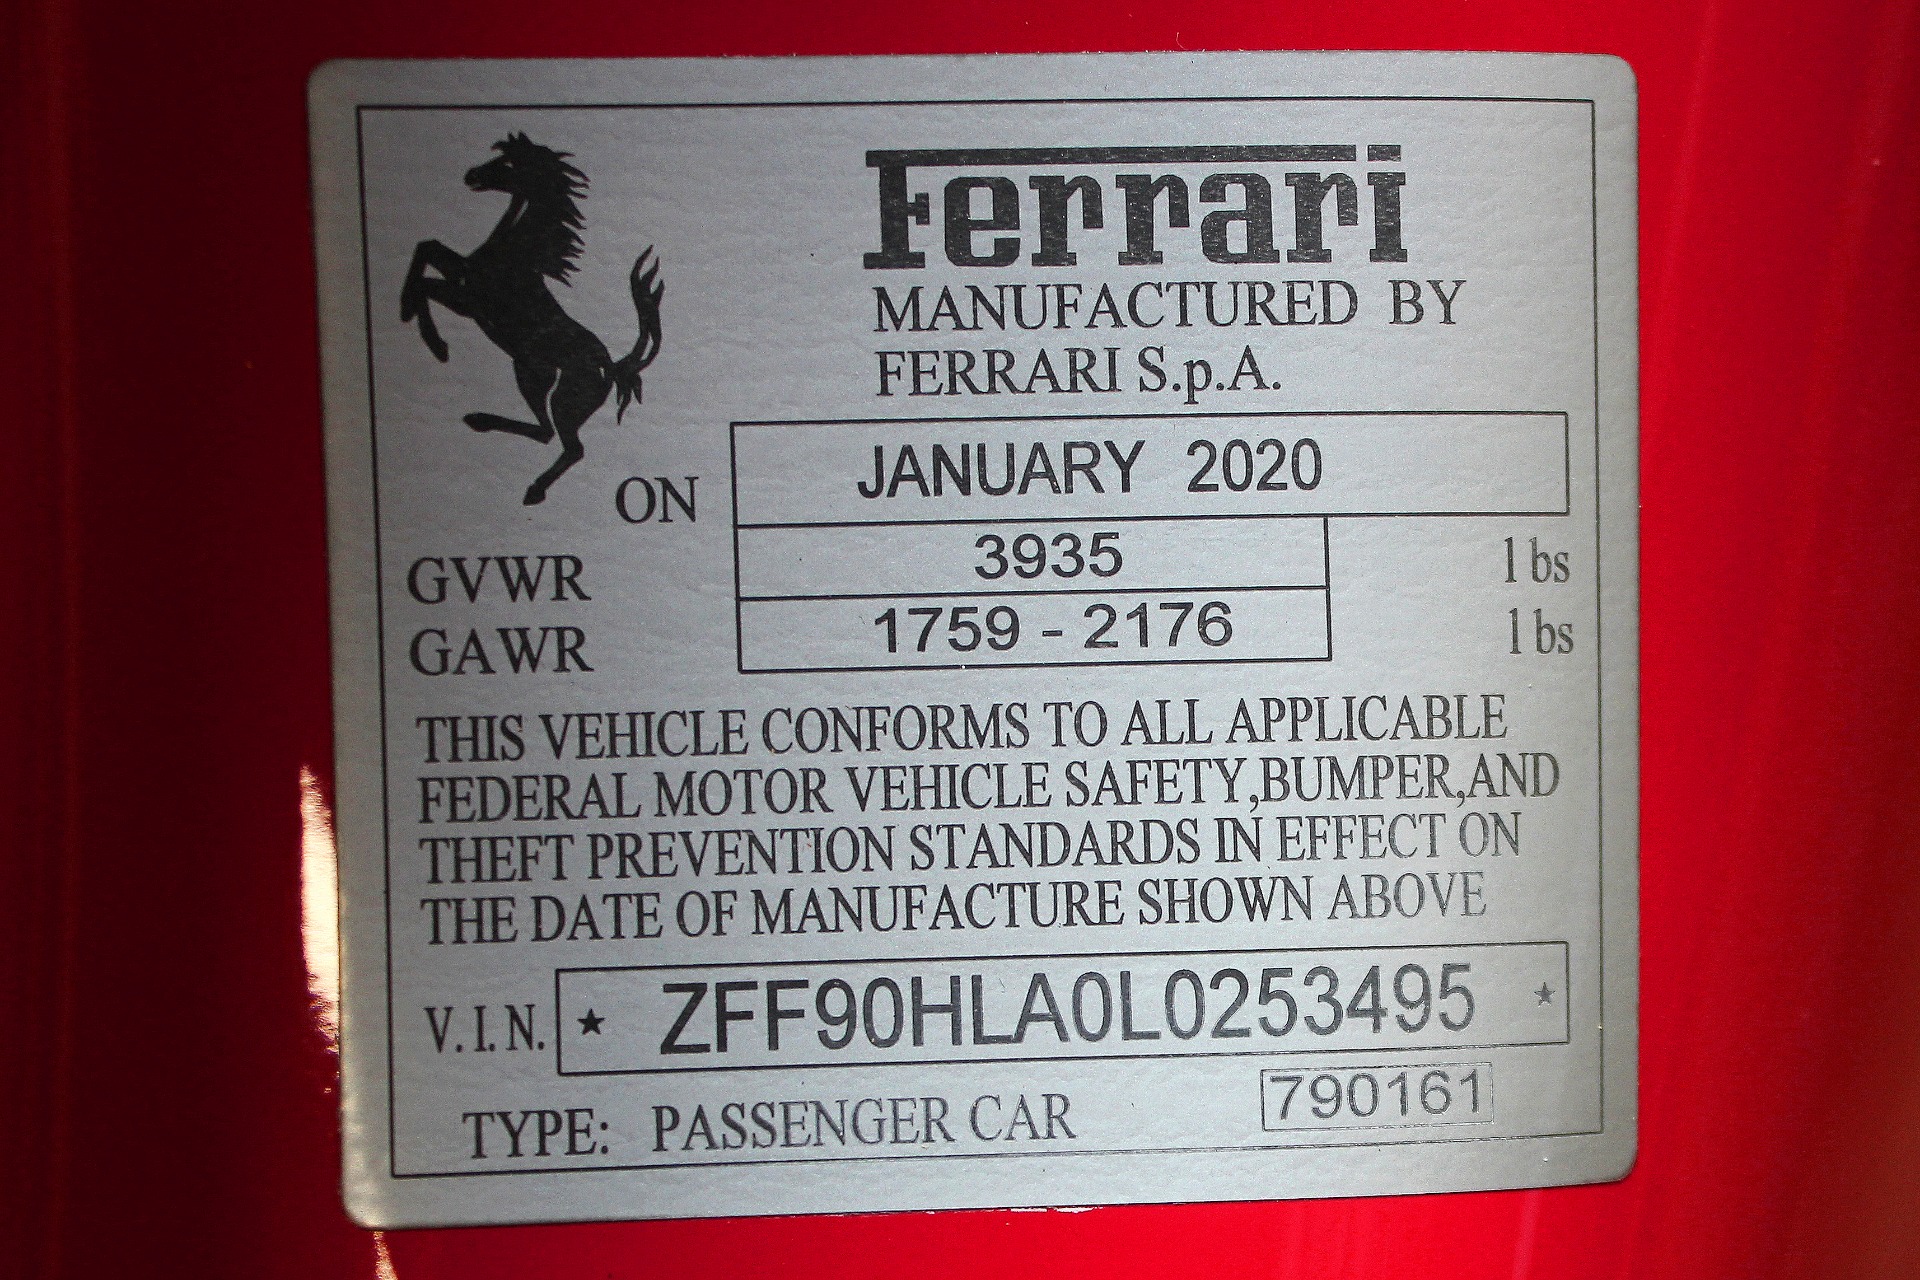 Ferrari
MANUFACTURED BY
FERRARI S.p.A.
ON JANUARY 2020
GVWR 3935 lbs
GAWR 1759 - 2176 lbs
THIS VEHICLE CONFORMS TO ALL APPLICABLE
FEDERAL MOTOR VEHICLE SAFETY,BUMPER,AND
THEFT PREVENTION STANDARDS IN EFFECT ON
THE DATE OF MANUFACTURE SHOWN ABOVE
V.I.N. ★ ZFF90HLA0L0253495 ★
TYPE: PASSENGER CAR 790161